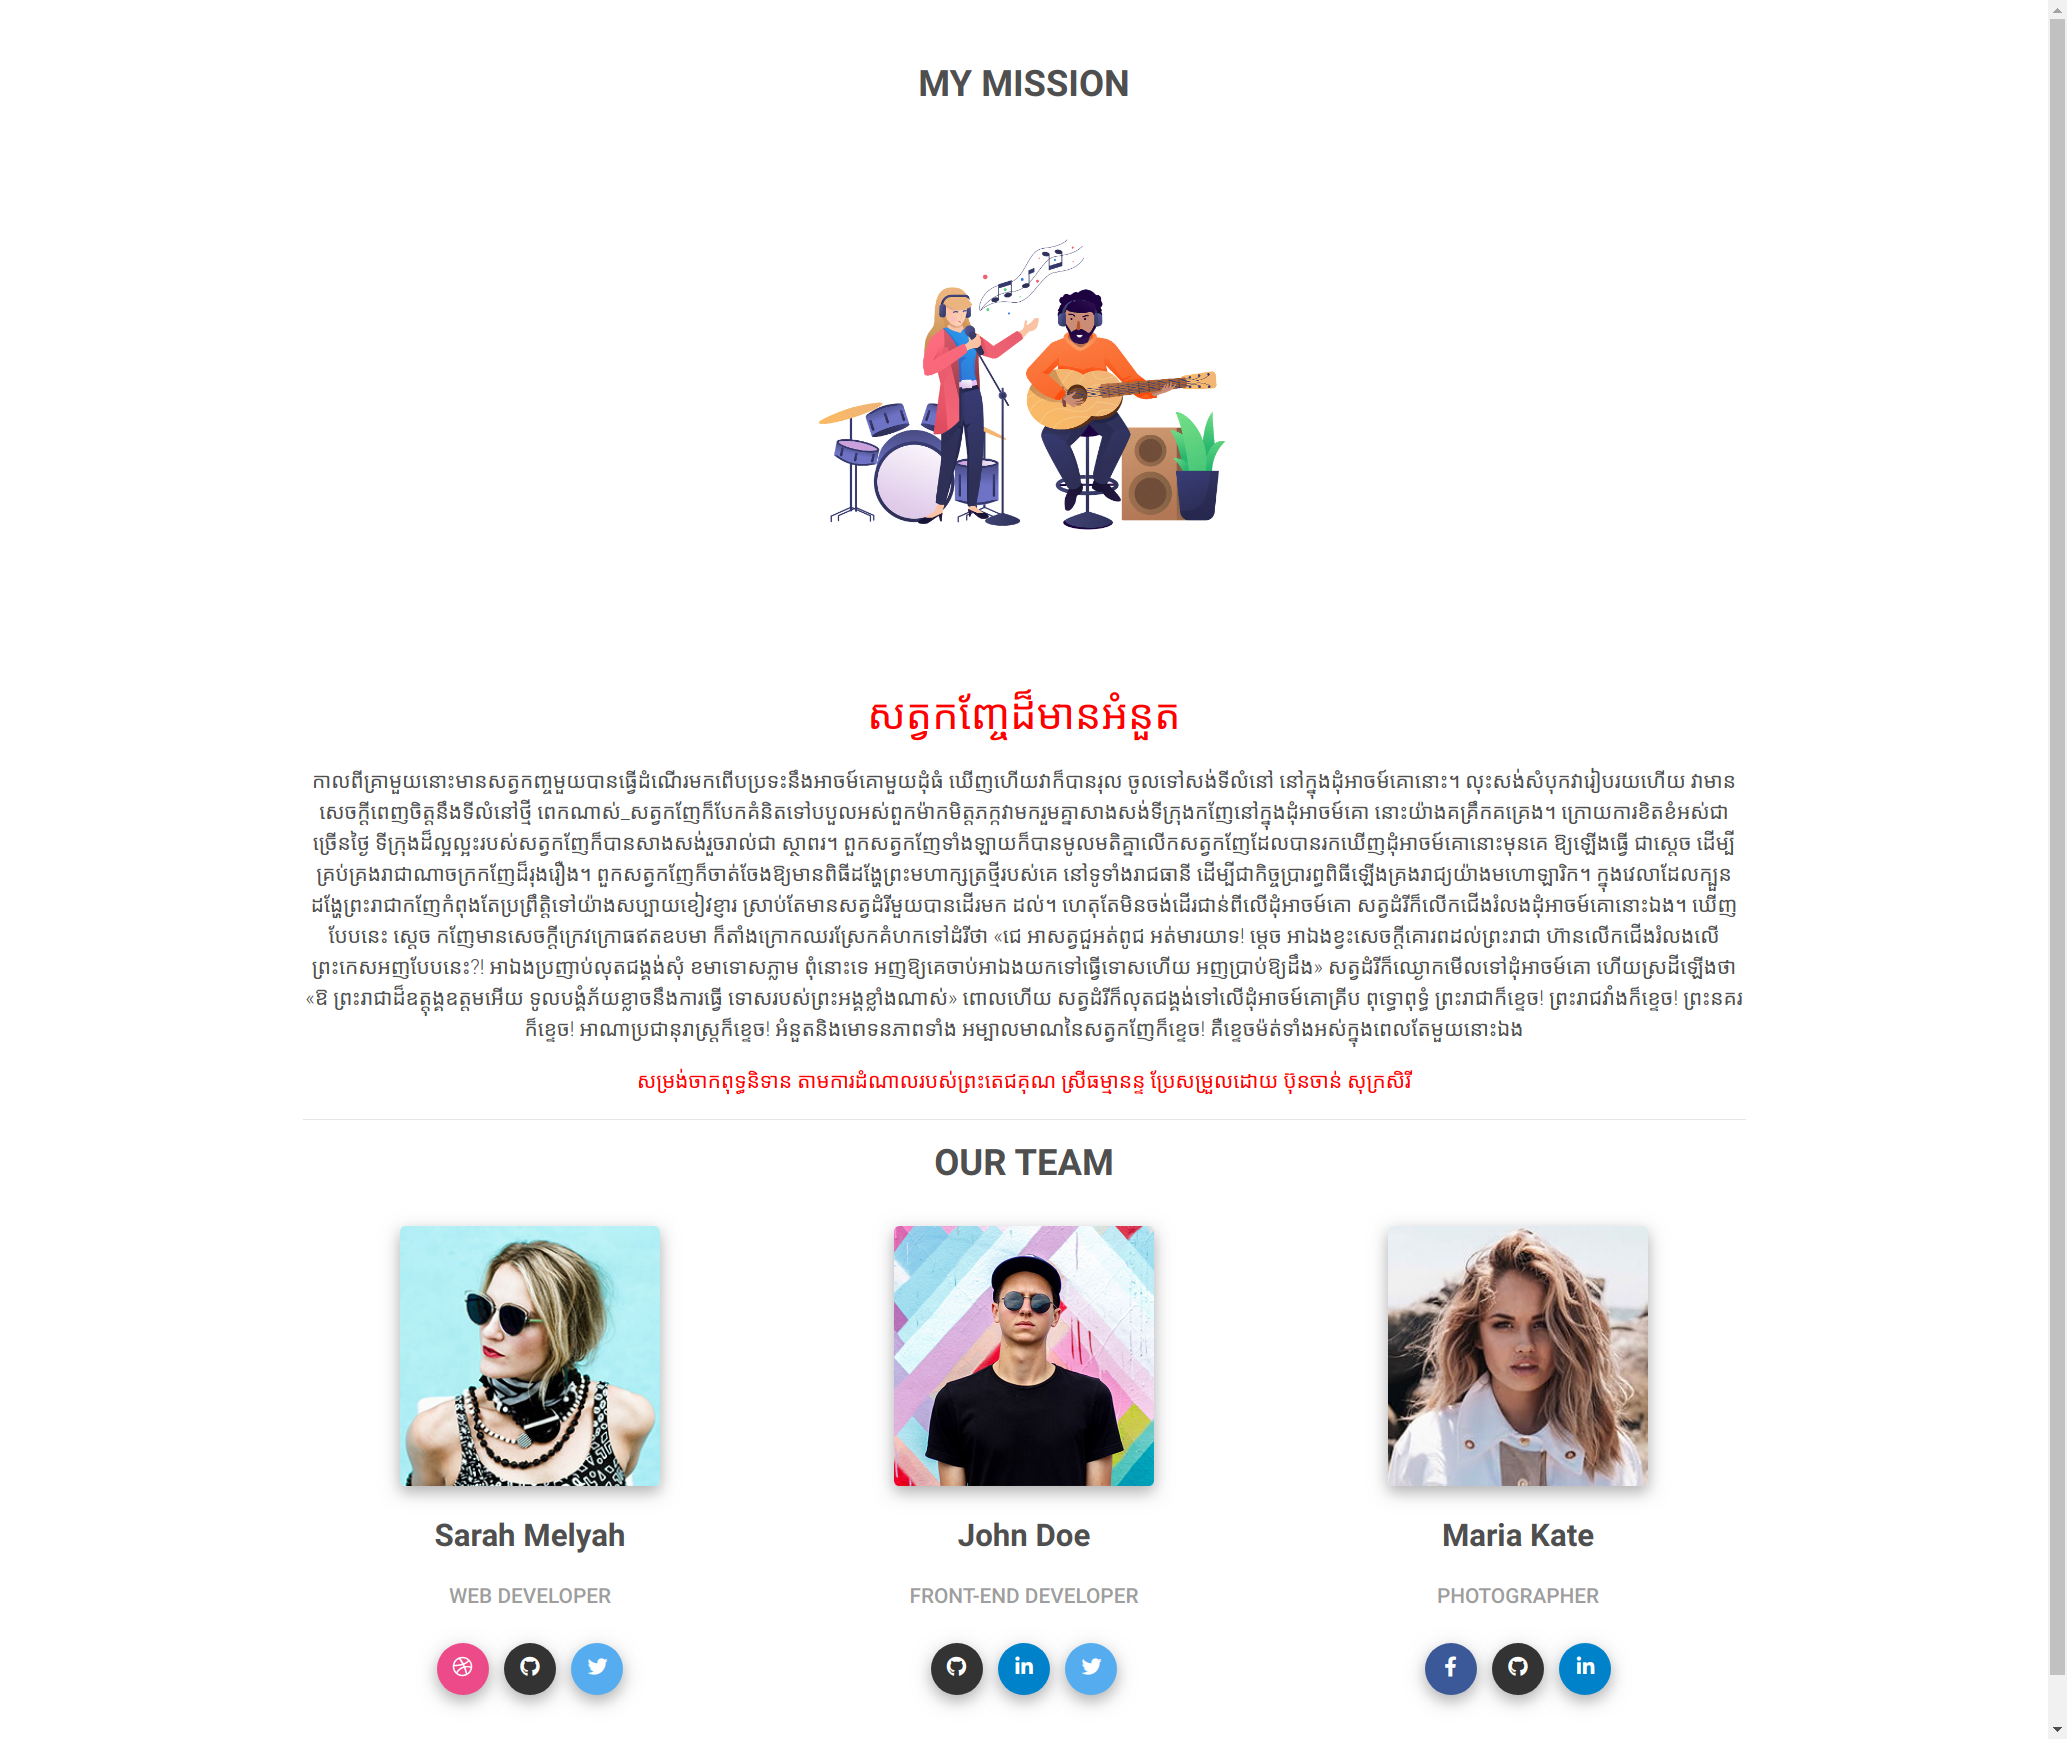 MY MISSION
សត្វកញ្ចែដ៏មានអំនួត
កាលពីគ្រាមួយនោះមានសត្វកញ្ចមួយបានធ្វើដំណើរមកពើបប្រទះនឹងអាចម៍គោមួយដុំធំ ឃើញហើយវាក៏បានរុល ចូលទៅសង់ទីលំនៅ នៅក្នុងដុំអាចម៍គោនោះ។ លុះសង់សំបុកវារៀបរយហើយ វាមាន
សេចក្តីពេញចិត្តនឹងទីលំនៅថ្មី ពេកណាស់_សត្វកញែក៏បែកគំនិតទៅបបួលអស់ពួកម៉ាកមិត្តភក្កវាមករួមគ្នាសាងសង់ទីក្រុងកញែនៅក្នុងដុំអាចម៍គោ នោះយ៉ាងគគ្រឹកគគ្រេង។ ក្រោយការខិតខំអស់ជា
ច្រើនថ្ងៃ ទីក្រុងដ៏ល្អល្អះរបស់សត្វកញែក៏បានសាងសង់រួចរាល់ជា ស្ថាពរ។ ពួកសត្វកញែទាំងឡាយក៏បានមូលមតិគ្នាលើកសត្វកញែដែលបានរកឃើញដុំអាចម៍គោនោះមុនគេ ឱ្យឡើងធ្វើ ជាស្តេច ដើម្បី
គ្រប់គ្រងរាជាណាចក្រកញែដ៏រុងរឿង។ ពួកសត្វកញែក៏ចាត់ចែងឱ្យមានពិធីដង្ហែព្រះមហាក្សត្រថ្មីរបស់គេ នៅទូទាំងរាជធានី ដើម្បីជាកិច្ចប្រារព្ធពិធីឡើងគ្រងរាជ្យយ៉ាងមហោឡារិក។ ក្នុងវេលាដែលក្បួន
ដង្ហែព្រះរាជាកញែកំពុងតែប្រព្រឹត្តិទៅយ៉ាងសប្បាយខៀវខ្ញារ ស្រាប់តែមានសត្វដំរីមួយបានដើរមក ដល់។ ហេតុតែមិនចង់ដើរជាន់ពីលើដុំអាចម៍គោ សត្វដំរីក៏លើកជើងរំលងដុំអាចម៍គោនោះឯង។ ឃើញ
បែបនេះ ស្តេច កញែមានសេចក្តីក្រេវក្រោធឥតឧបមា ក៏តាំងក្រោកឈរស្រែកគំហកទៅដំរីថា «ជេ អាសត្វជួអត់ពូជ អត់មារយាទ! ម្តេច អាឯងខ្វះសេចក្តីគោរពដល់ព្រះរាជា ហ៊ានលើកជើងរំលងលើ
ព្រះកេសអញបែបនេះ?! អាឯងប្រញាប់លុតជង្គង់សុំ ខមាទោសភ្លាម ពុំនោះទេ អញឱ្យគេចាប់អាឯងយកទៅធ្វើទោសហើយ អញប្រាប់ឱ្យដឹង» សត្វដំរីក៏ឈ្ងោកមើលទៅដុំអាចម៍គោ ហើយស្រដីឡើងថា
«ឱ ព្រះរាជាដ៏ឧត្តុង្គឧត្តមអើយ ទូលបង្គំភ័យខ្លាចនឹងការធ្វើ ទោសរបស់ព្រះអង្គខ្លាំងណាស់» ពោលហើយ សត្វដំរីក៏លុតជង្គង់ទៅលើដុំអាចម៍គោគ្រីប ពុទ្ធោពុទ្ធំ ព្រះរាជាក៏ខ្ទេច! ព្រះរាជវាំងក៏ខ្ទេច! ព្រះនគរ
ក៏ខ្ទេច! អាណាប្រជានុរាស្ត្រក៏ខ្ទេច! អំនួតនិងមោទនភាពទាំង អម្បាលមាណនៃសត្វកញែក៏ខ្ទេច! គឺខ្ទេចម៉ត់ទាំងអស់ក្នុងពេលតែមួយនោះឯង
សម្រង់ចាកពុទ្ធនិទាន តាមការដំណាលរបស់ព្រះតេជគុណ ស្រីធម្មានន្ទ ប្រែសម្រួលដោយ ប៊ុនចាន់ សុក្រសិរី
OUR TEAM
Sarah Melyah
John Doe
Maria Kate
WEB DEVELOPER
FRONT-END DEVELOPER
PHOTOGRAPHER